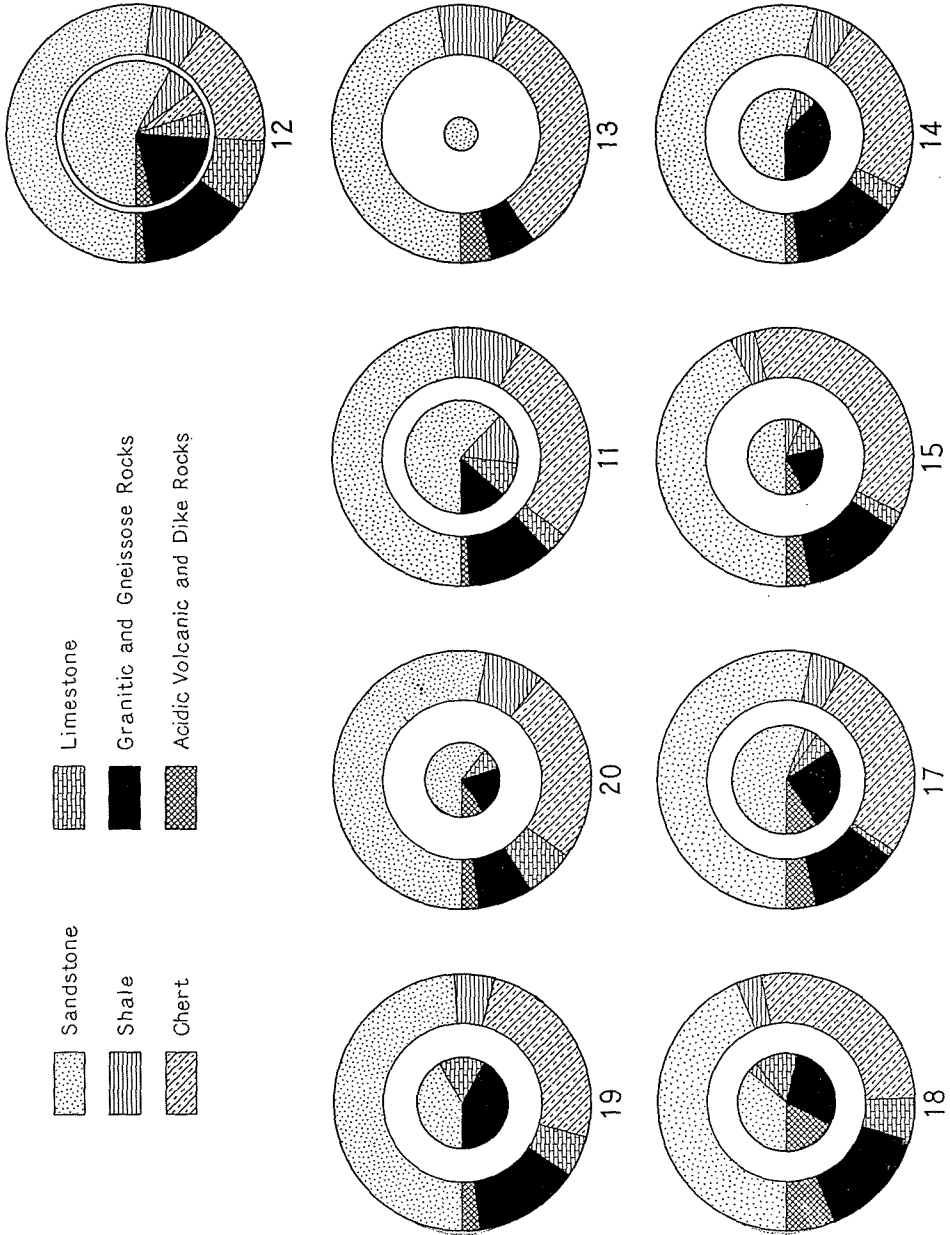 Sandstone
Shale
Chert
Limestone
Granitic and Gneissose Rocks
Acidic Volcanic and Dike Rocks
12
19
20
11
13
18
17
15
14